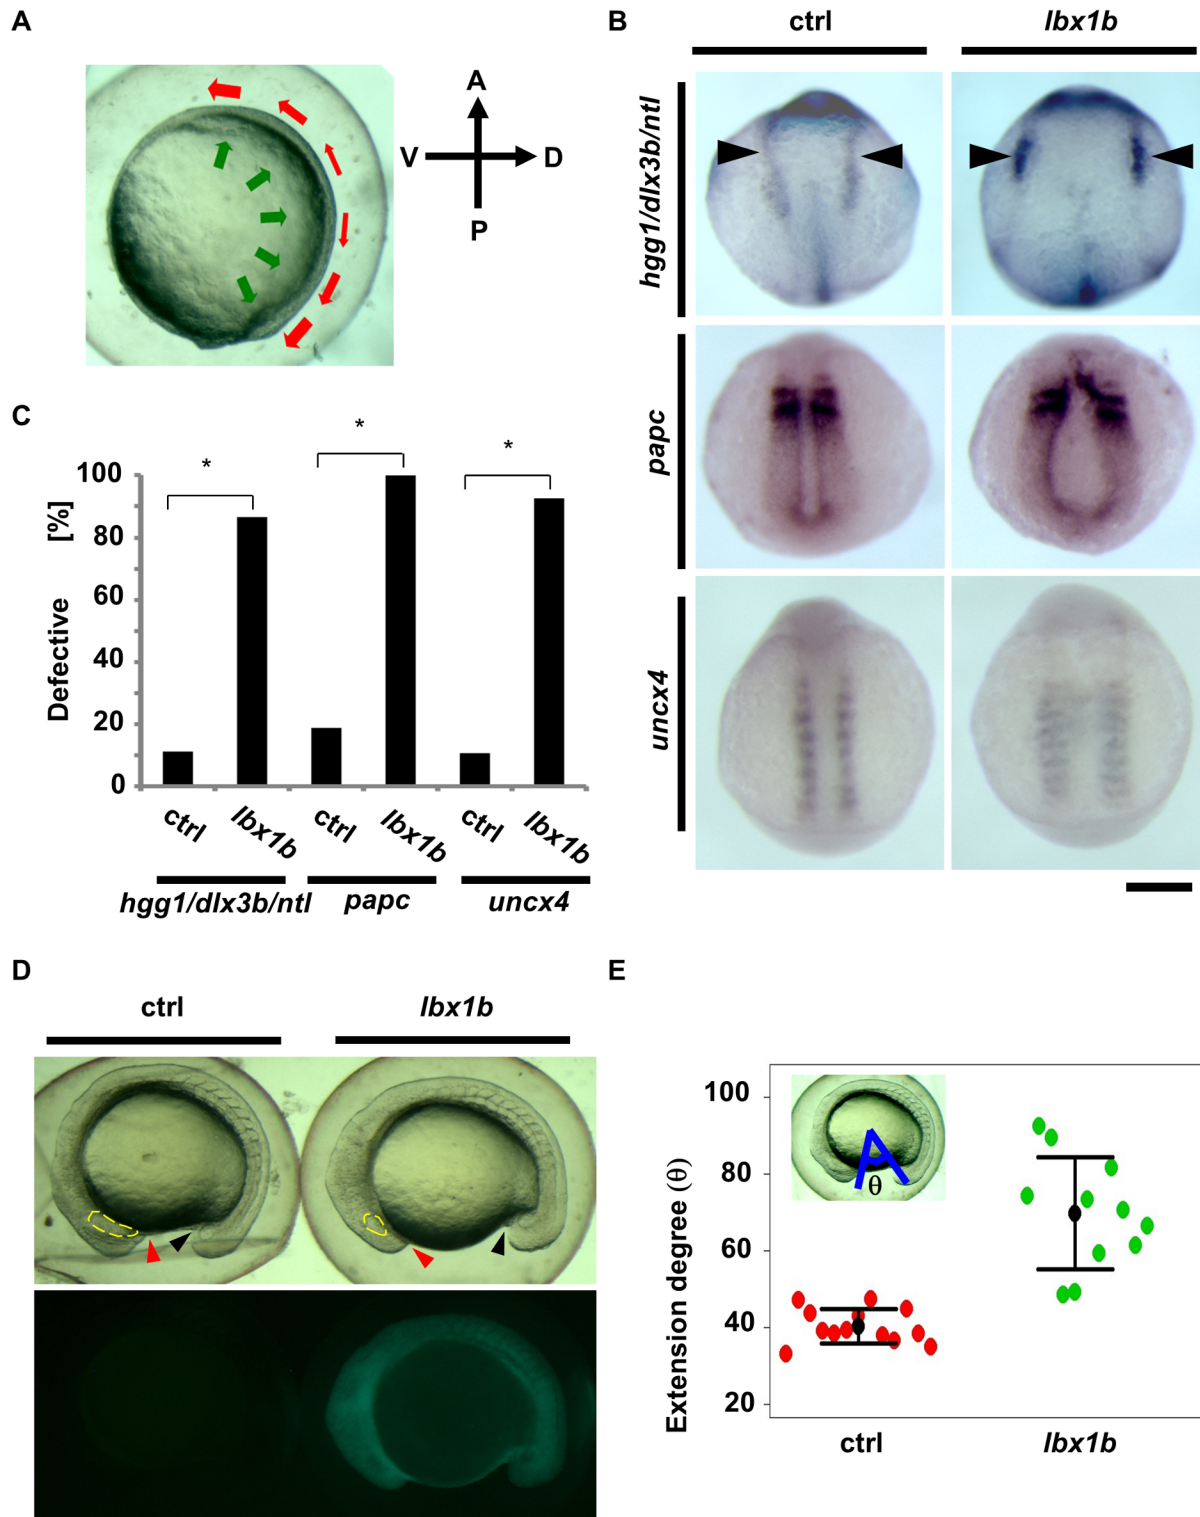 A
A
V
D
P
B
ctrl
lbx1b
hgg1/dlx3b/ntl
papc
uncx4
C
*
*
*
100
80
60
40
20
0
Defective [%]
ctrl
lbx1b
ctrl
lbx1b
ctrl
lbx1b
hgg1/dlx3b/ntl
papc
uncx4
D
ctrl
lbx1b
E
100
80
60
40
20
Extension degree (θ)
θ
ctrl
lbx1b